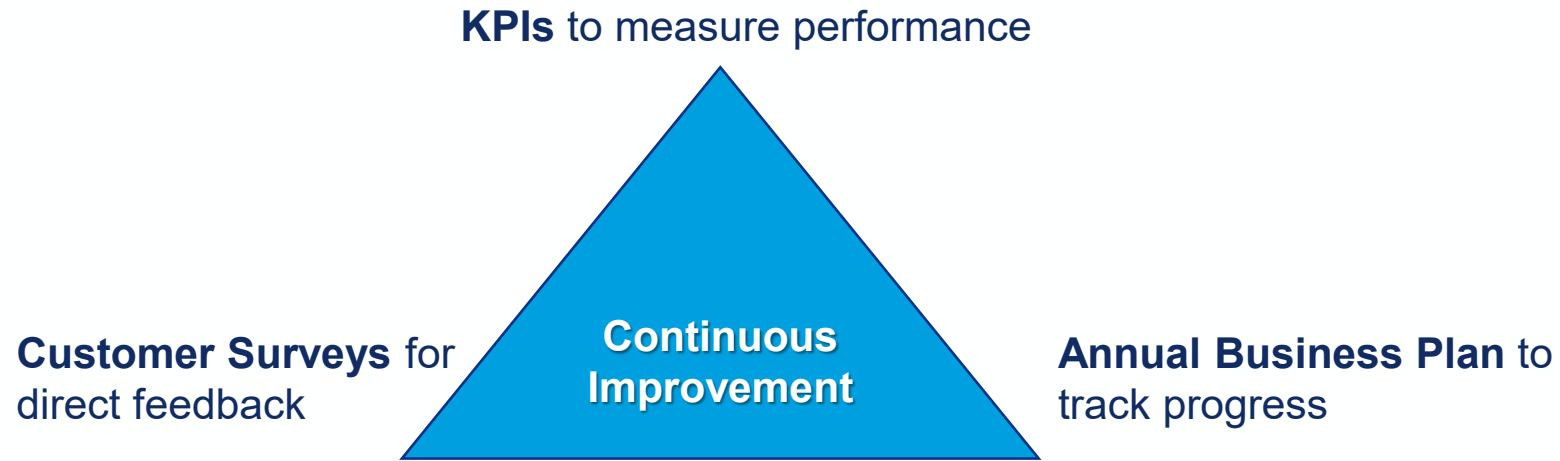 KPIs to measure performance
Continuous
Improvement
Customer Surveys for
direct feedback
Annual Business Plan to
track progress